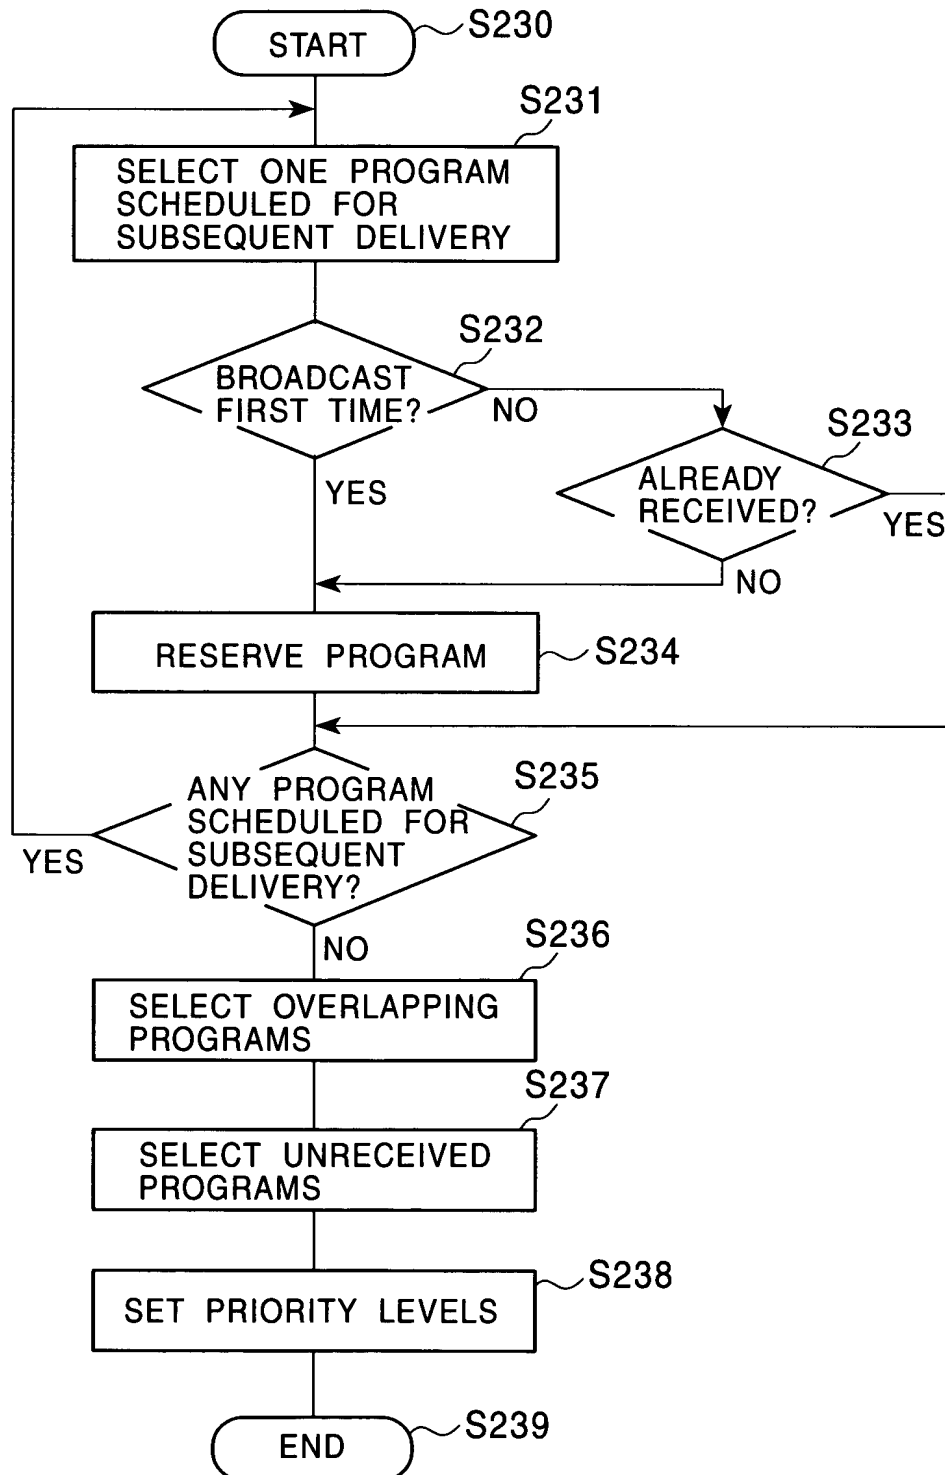 START
S230
S231
SELECT ONE PROGRAM
SCHEDULED FOR
SUBSEQUENT DELIVERY
S232
BROADCAST
FIRST TIME?
NO
YES
S233
ALREADY
RECEIVED?
YES
NO
RESERVE PROGRAM
S234
S235
ANY PROGRAM
SCHEDULED FOR
SUBSEQUENT
DELIVERY?
YES
NO
S236
SELECT OVERLAPPING
PROGRAMS
S237
SELECT UNRECEIVED
PROGRAMS
S238
SET PRIORITY LEVELS
END
S239